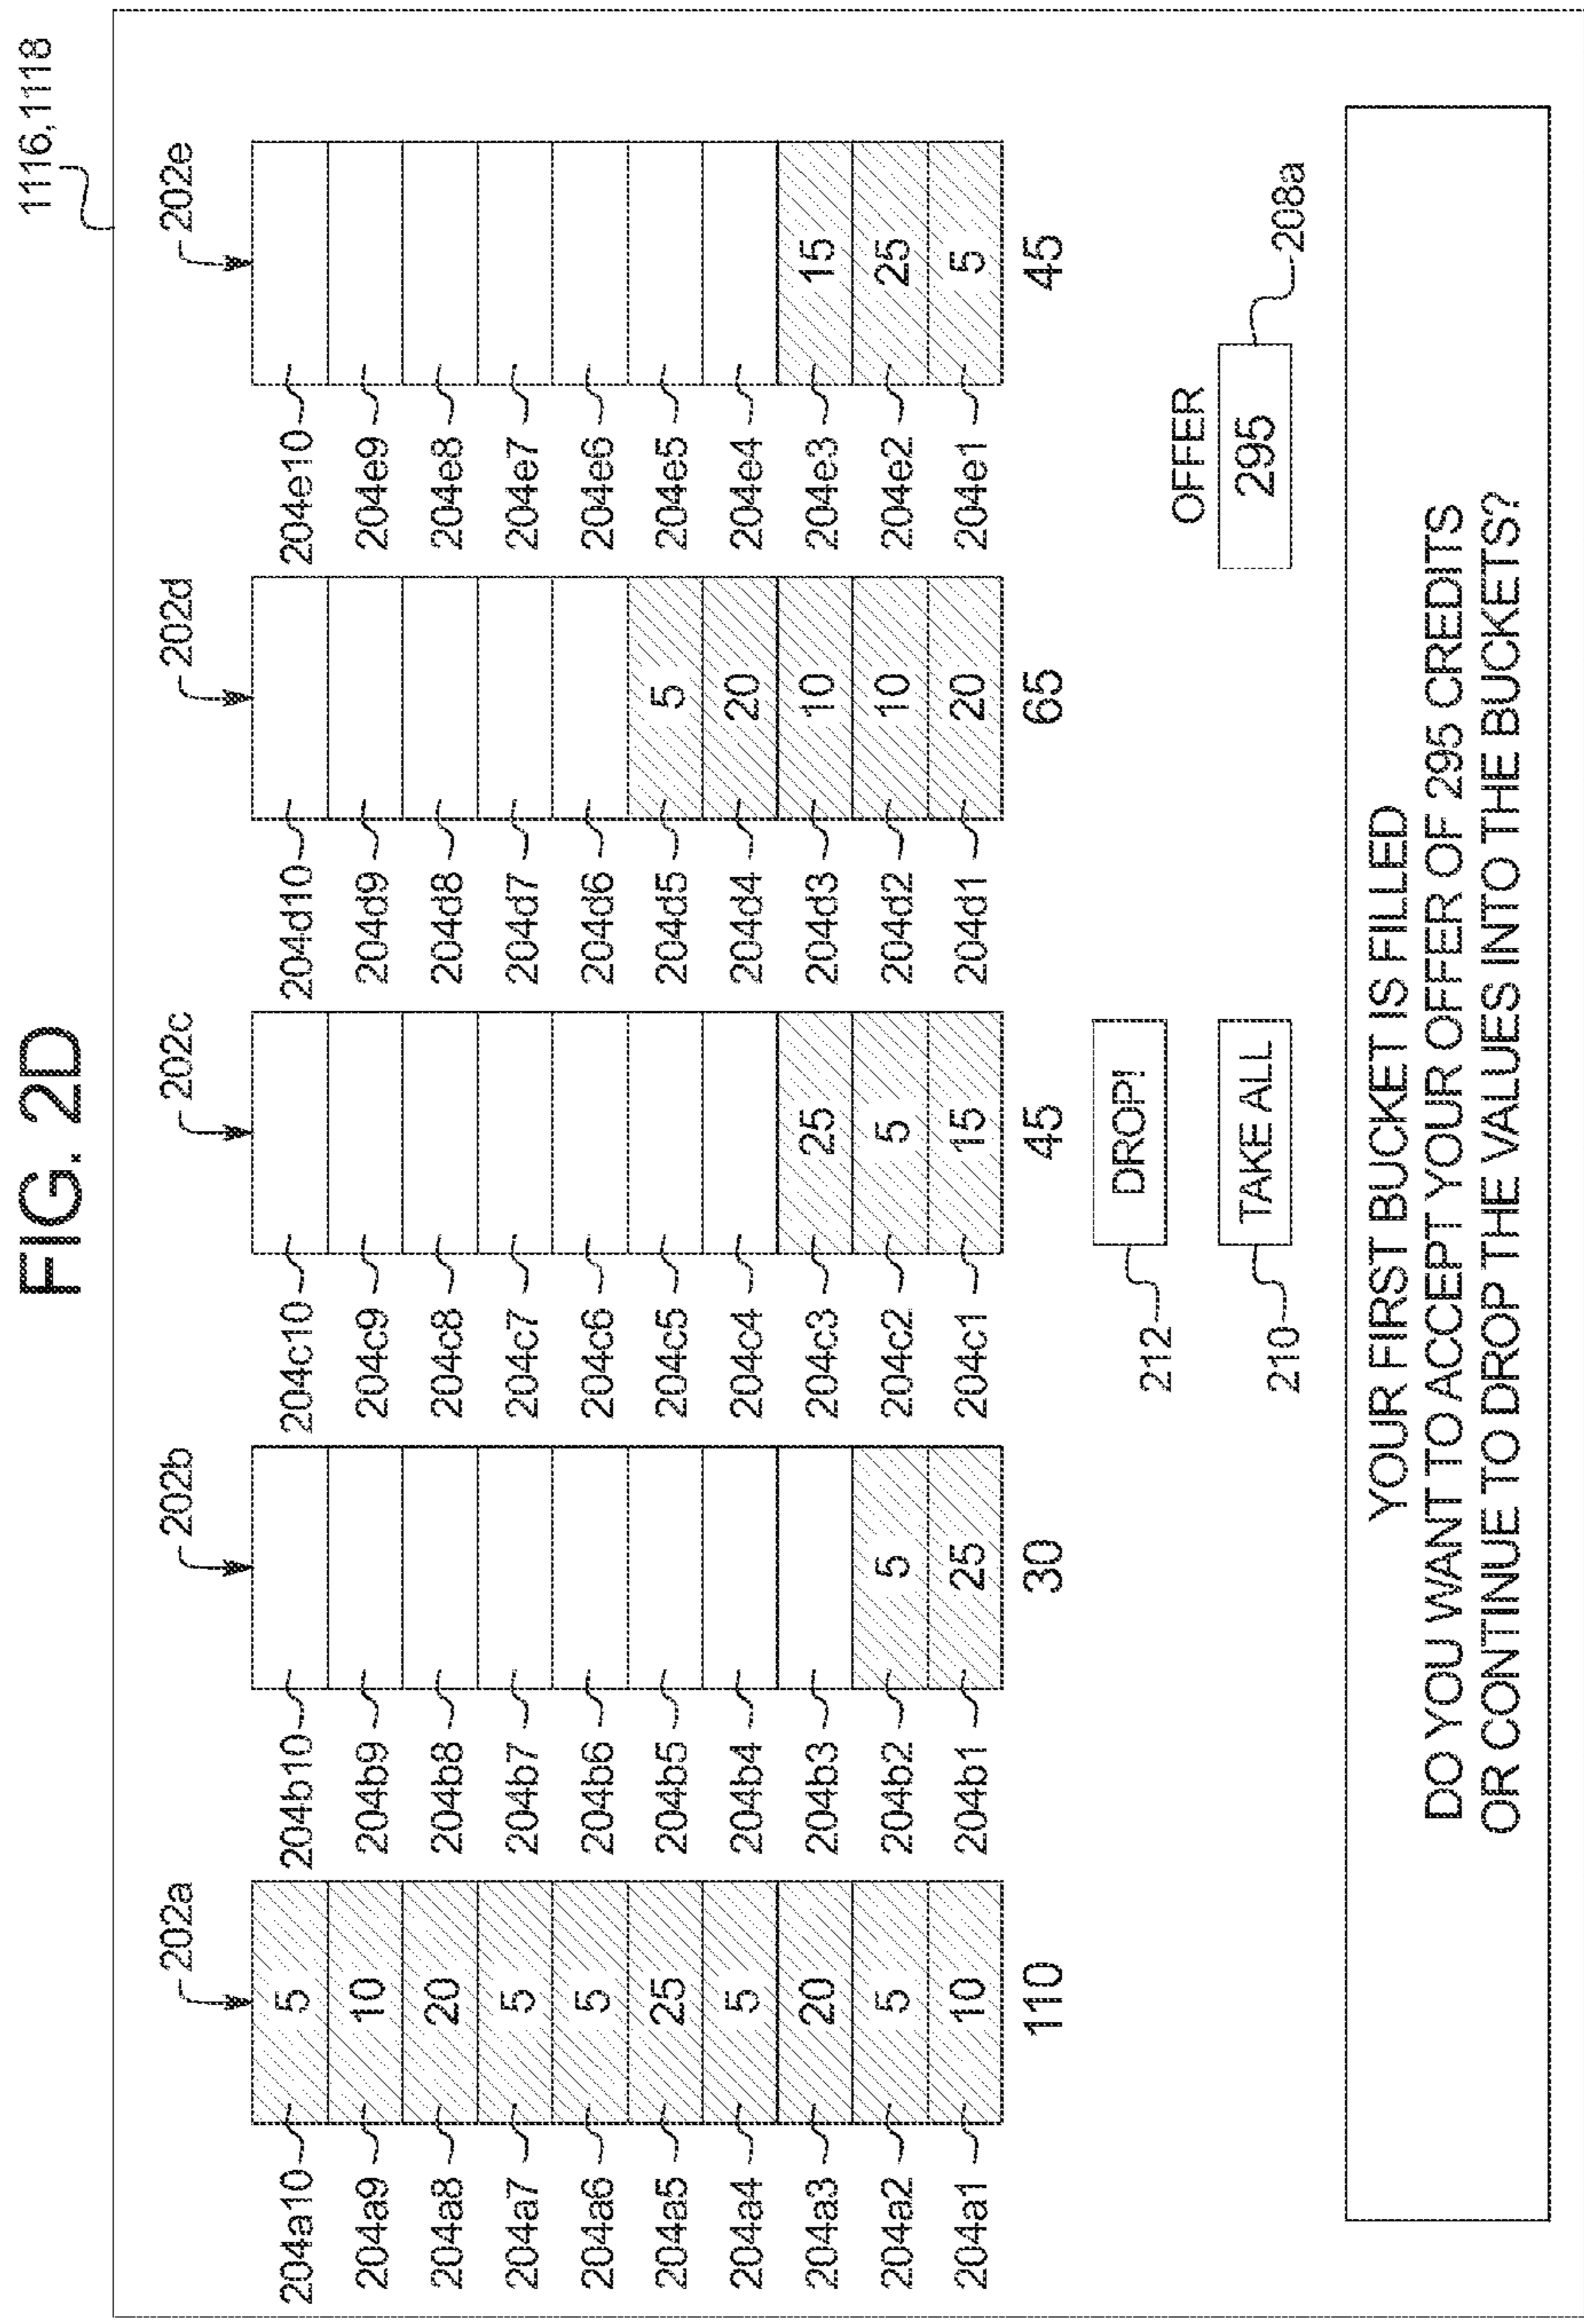 FIG. 2D
1116,1118
202a
202b
202c
202d
202e
204a10 5 204b10 204c10 204d10 204e10
204a9 10 204b9 204c9 204d9 204e9
204a8 20 204b8 204c8 204d8 204e8
204a7 5 204b7 204c7 204d7 204e7
204a6 5 204b6 204c6 204d6 204e6
204a5 25 204b5 204c5 204d5 5 204e5
204a4 5 204b4 204c4 204d4 20 204e4
204a3 20 204b3 204c3 25 204d3 10 204e3 15
204a2 5 204b2 5 204c2 5 204d2 10 204e2 25
204a1 10 204b1 25 204c1 15 204d1 20 204e1 5
110 30 45 65 45
212 DROP!
OFFER
210 TAKE ALL
295 208a
YOUR FIRST BUCKET IS FILLED
DO YOU WANT TO ACCEPT YOUR OFFER OF 295 CREDITS
OR CONTINUE TO DROP THE VALUES INTO THE BUCKETS?